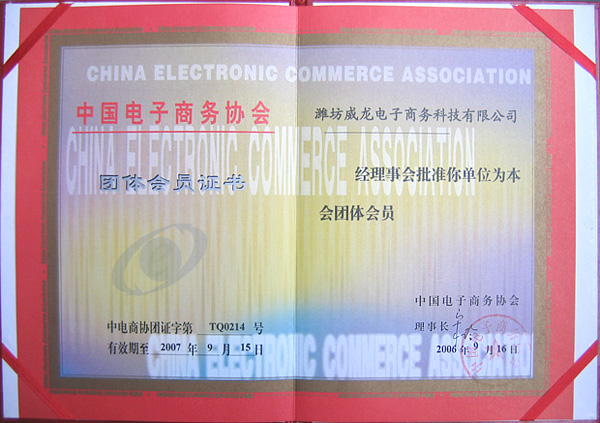 CHINA ELECTRONIC COMMERCE ASSOCIATION
中国电子商务协会
CHINA ELECTRONIC COMMERCE ASSOCIATION
团体会员证书
中电商协团证字第 TQ0214 号
有效期至 2007 年 9 月 15 日
潍坊威龙电子商务科技有限公司
经理事会批准你单位为本
会团体会员
中国电子商务协会
理事长
2006 年 9 月 16 日
CHINA ELECTRONIC COMMERCE ASSOCIATION